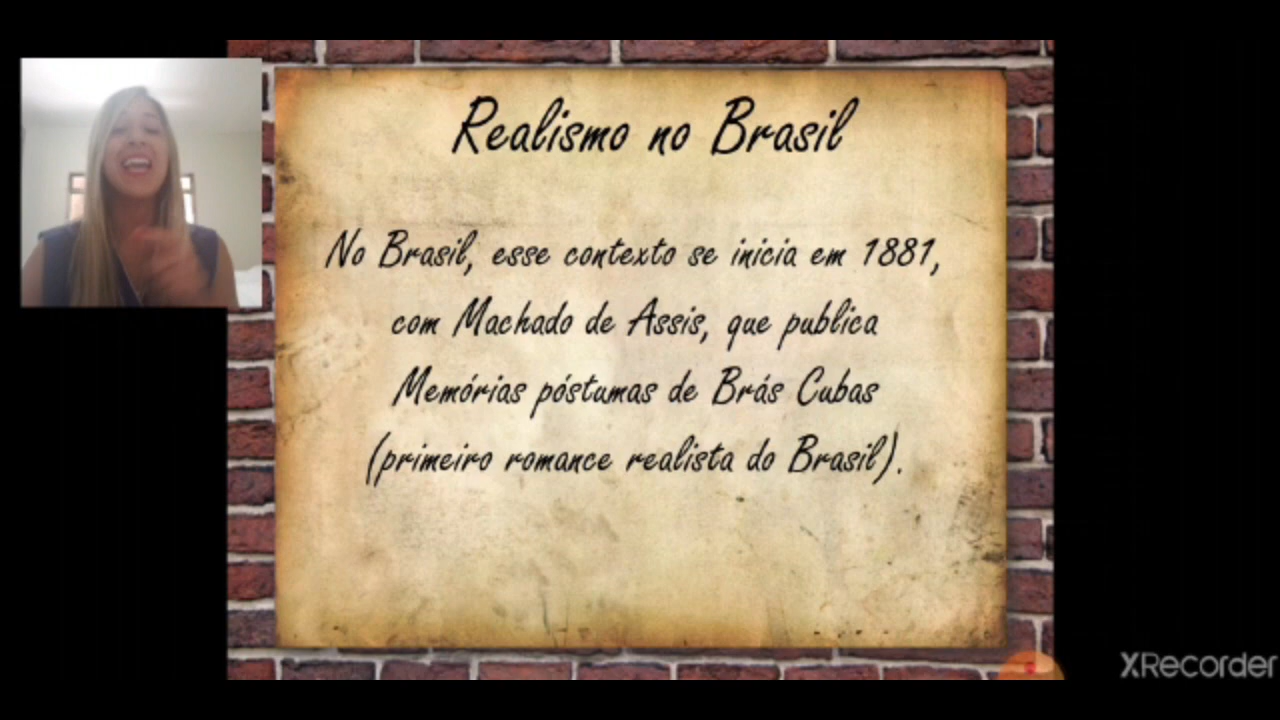 Realismo no Brasil
No Brasil, esse contexto se inicia em 1881,
com Machado de Assis, que publica
Memórias póstumas de Brás Cubas
(primeiro romance realista do Brasil).
XRecorder